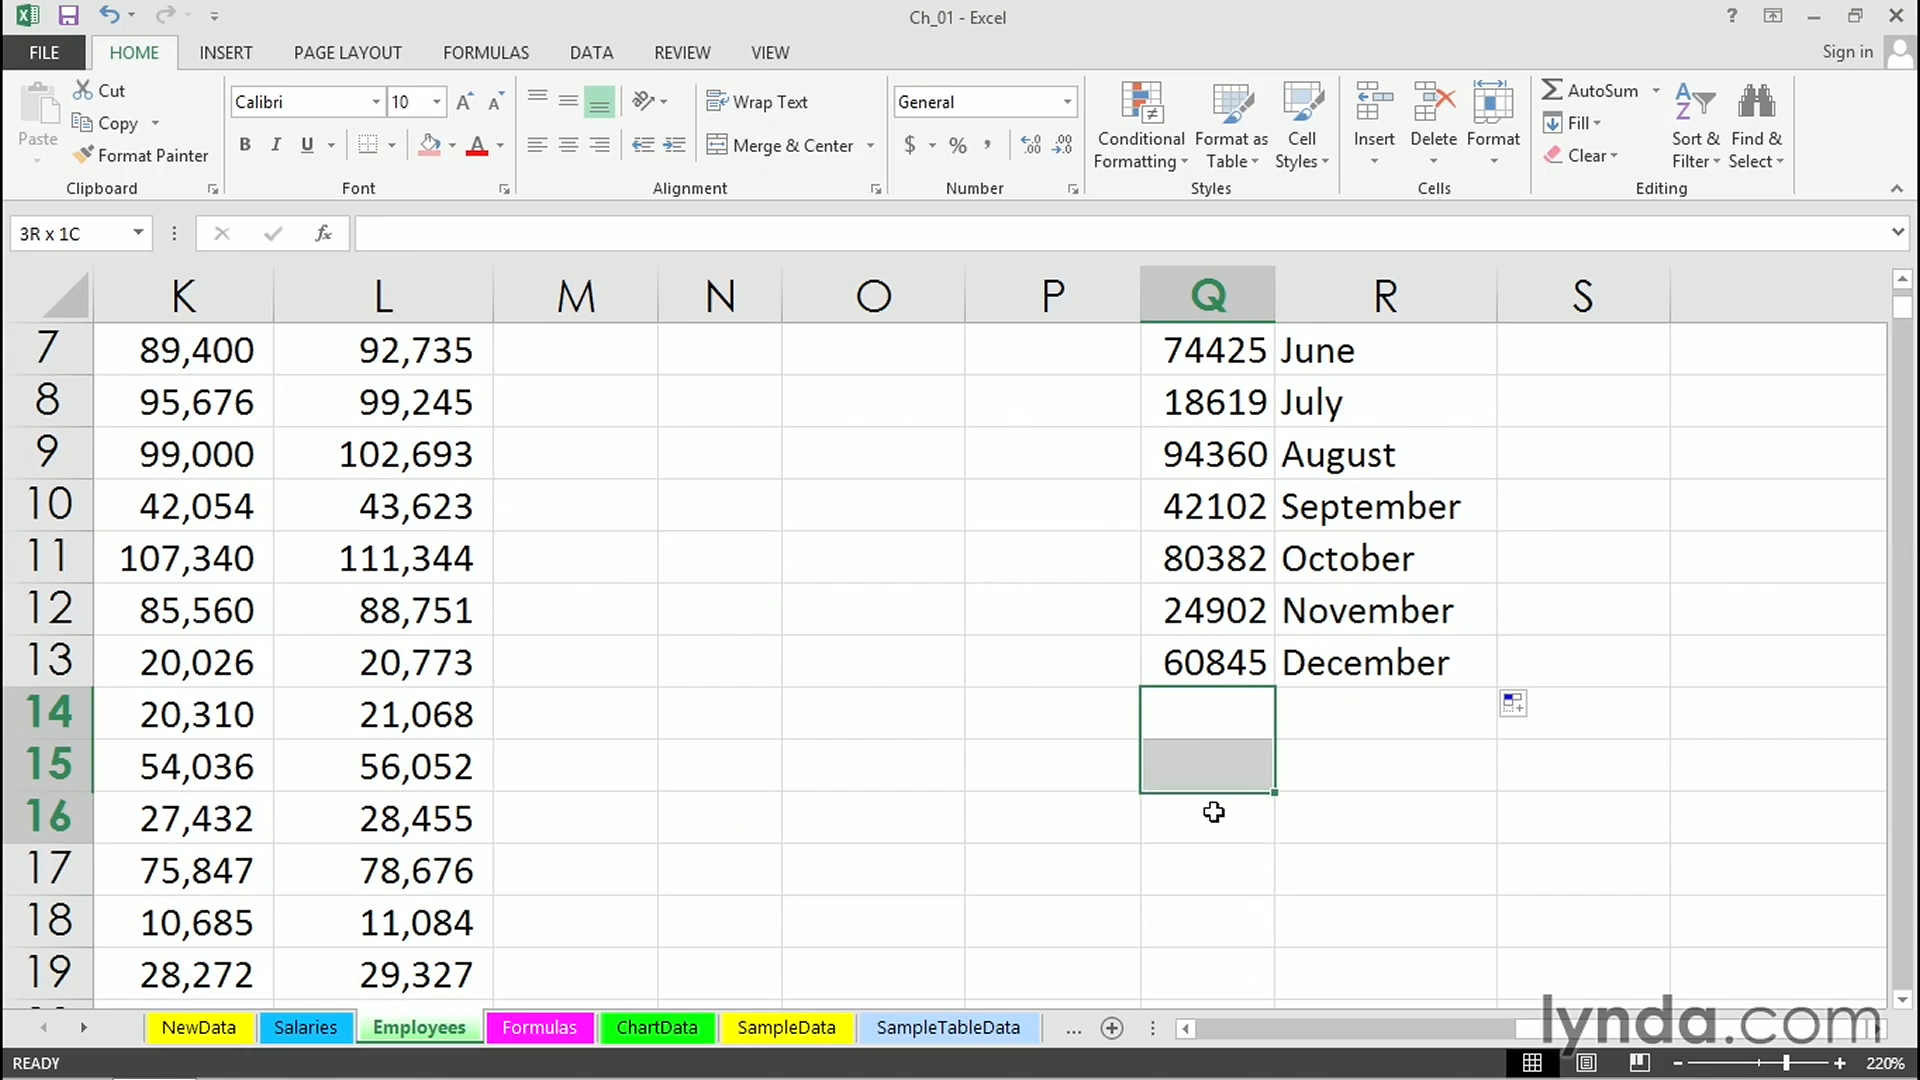 Ch_01 - Excel
?
FILE HOME INSERT PAGE LAYOUT FORMULAS DATA REVIEW VIEW Sign in
Paste
Cut
Copy
Format Painter
Clipboard
Calibri 10
B I U
Font
Wrap Text
Merge & Center
Alignment
General
$ % ,
Number
Conditional Formatting
Format as Table
Cell Styles
Styles
Insert
Delete
Format
Cells
AutoSum
Fill
Clear
Sort & Filter
Find & Select
Editing
3R x 1C fx
K L M N O P Q R S
7 89,400 92,735 74425 June
8 95,676 99,245 18619 July
9 99,000 102,693 94360 August
10 42,054 43,623 42102 September
11 107,340 111,344 80382 October
12 85,560 88,751 24902 November
13 20,026 20,773 60845 December
14 20,310 21,068
15 54,036 56,052
16 27,432 28,455
17 75,847 78,676
18 10,685 11,084
19 28,272 29,327
NewData Salaries Employees Formulas ChartData SampleData SampleTableData ...
lynda.com
READY 220%